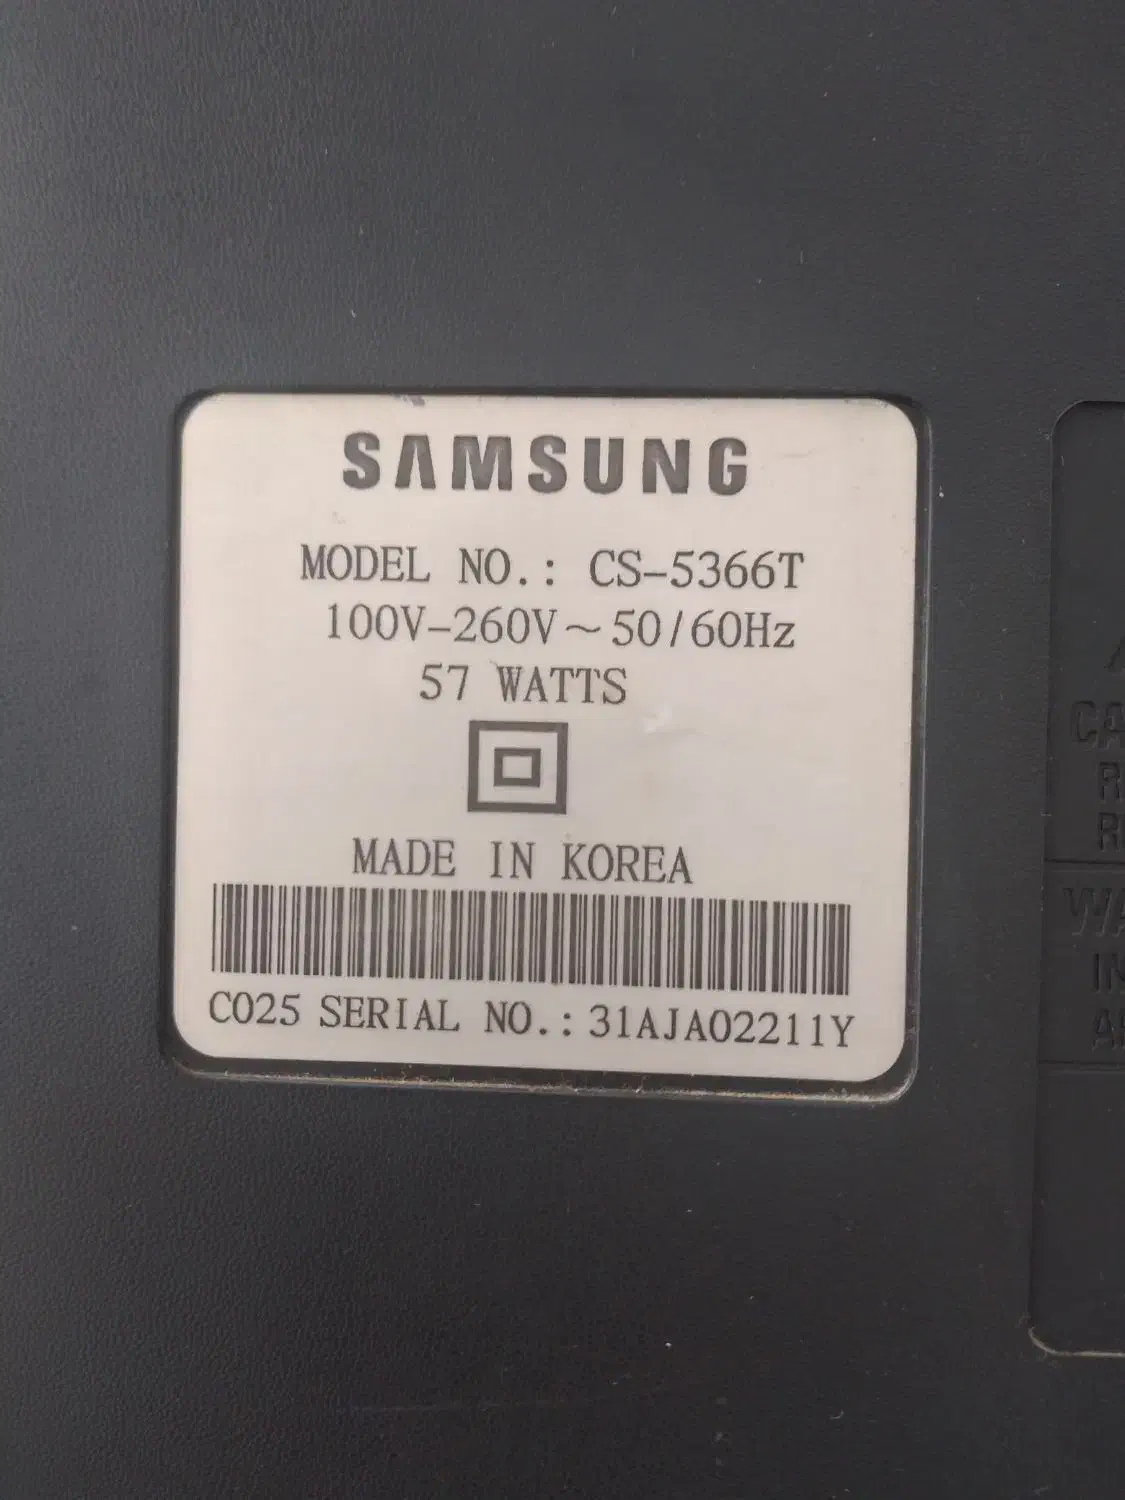 SAMSUNG
MODEL NO.: CS-5366T
100V-260V~50/60Hz
57 WATTS
MADE IN KOREA
C025 SERIAL NO.: 31AJA02211Y